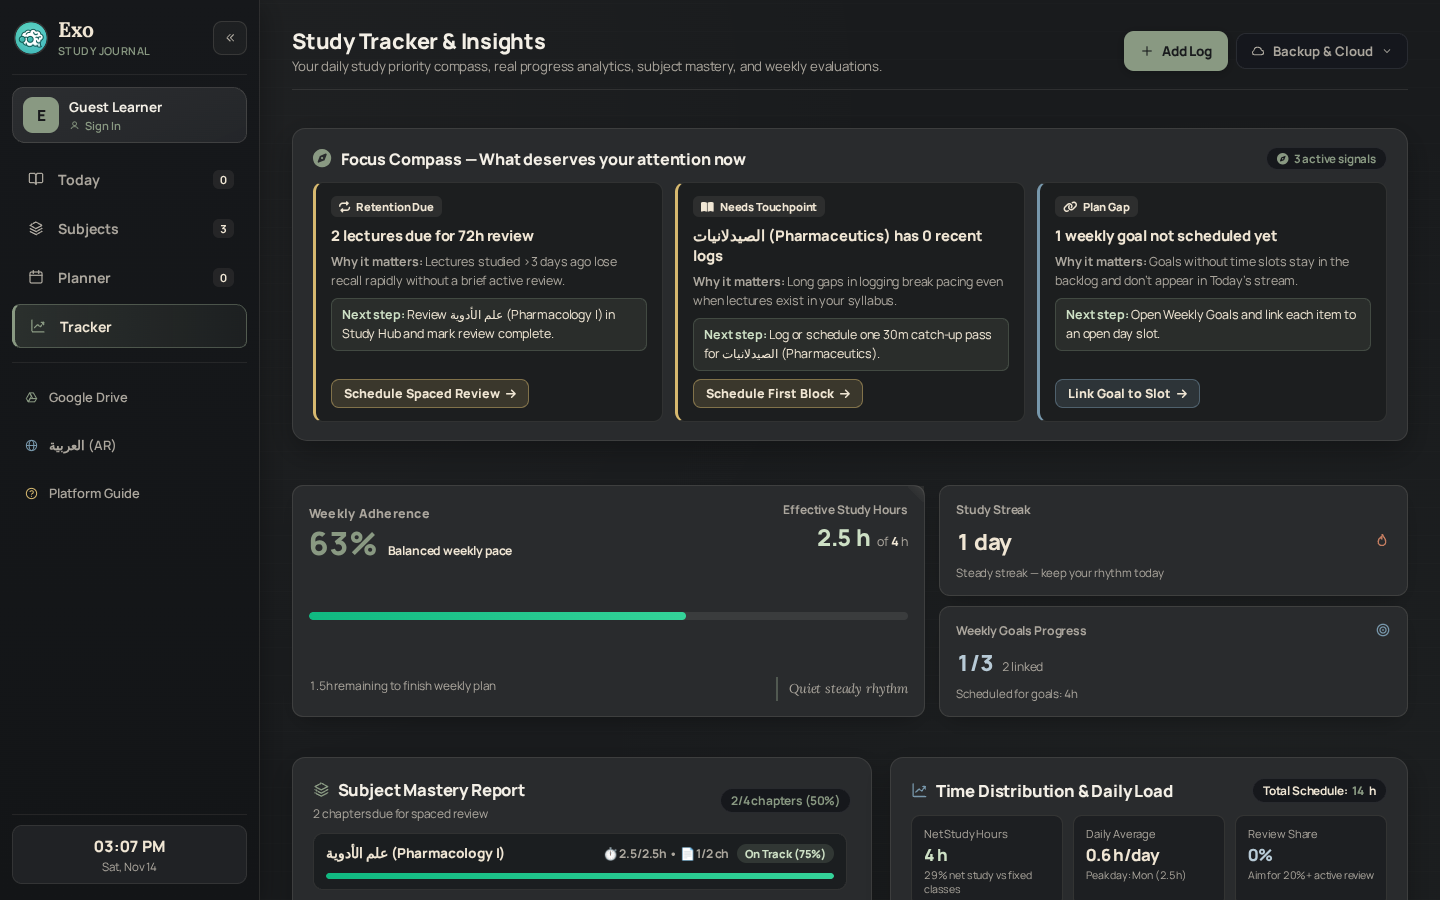 Exo
STUDY JOURNAL
E
Guest Learner
Sign In
Today
0
Subjects
3
Planner
0
Tracker
Google Drive
العربية (AR)
Platform Guide
03:07 PM
Sat, Nov 14
Study Tracker & Insights
Your daily study priority compass, real progress analytics, subject mastery, and weekly evaluations.
Add Log
Backup & Cloud
Focus Compass — What deserves your attention now
3 active signals
Retention Due
2 lectures due for 72h review
Why it matters: Lectures studied >3 days ago lose
recall rapidly without a brief active review.
Next step: Review علم الأدوية (Pharmacology I) in
Study Hub and mark review complete.
Schedule Spaced Review →
Needs Touchpoint
الصيدلانيات (Pharmaceutics) has 0 recent
logs
Why it matters: Long gaps in logging break pacing even
when lectures exist in your syllabus.
Next step: Log or schedule one 30m catch-up pass
for الصيدلانيات (Pharmaceutics).
Schedule First Block →
Plan Gap
1 weekly goal not scheduled yet
Why it matters: Goals without time slots stay in the
backlog and don't appear in Today's stream.
Next step: Open Weekly Goals and link each item to
an open day slot.
Link Goal to Slot →
Weekly Adherence
63% Balanced weekly pace
Effective Study Hours
2.5 h of 4 h
1.5h remaining to finish weekly plan
Quiet steady rhythm
Study Streak
1 day
Steady streak — keep your rhythm today
Weekly Goals Progress
1/3 2 linked
Scheduled for goals: 4h
Subject Mastery Report
2 chapters due for spaced review
2/4 chapters (50%)
علم الأدوية (Pharmacology I)
⏱️ 2.5/2.5h • 📄 1/2 ch
On Track (75%)
Time Distribution & Daily Load
Total Schedule: 14 h
Net Study Hours
4 h
29% net study vs fixed
classes
Daily Average
0.6 h/day
Peak day: Mon (2.5h)
Review Share
0%
Aim for 20%+ active review